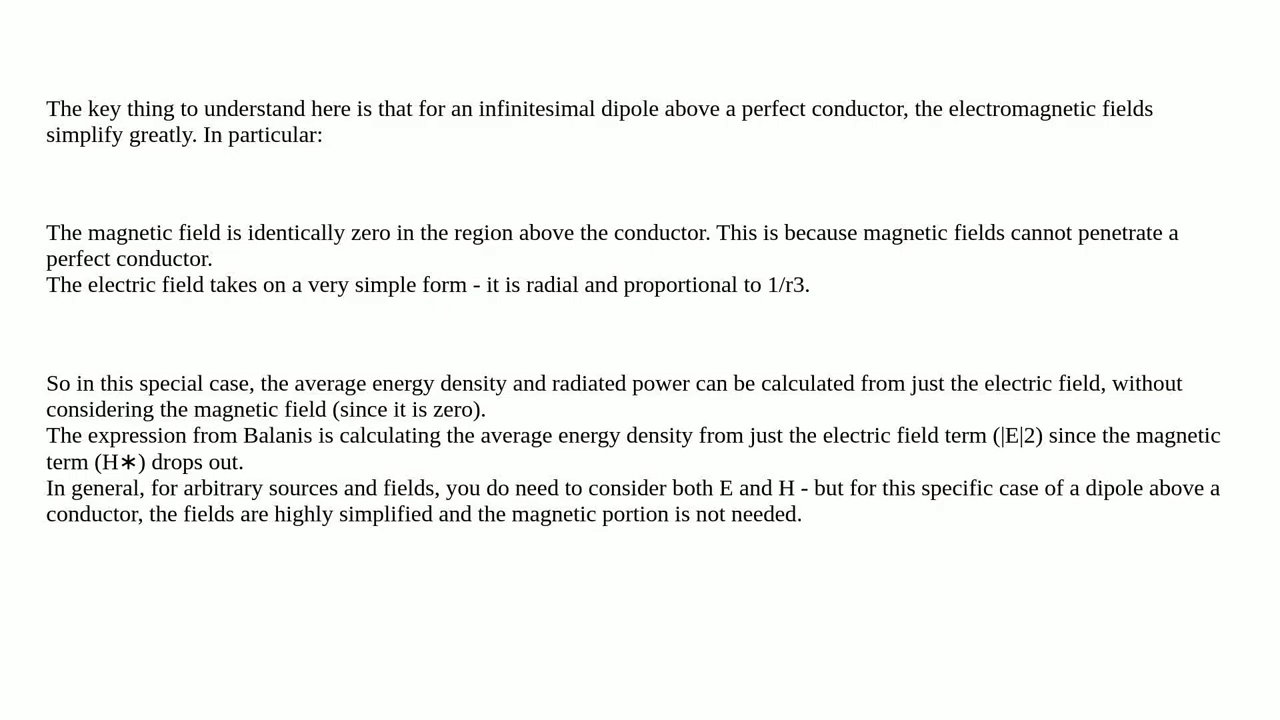 The key thing to understand here is that for an infinitesimal dipole above a perfect conductor, the electromagnetic fields
simplify greatly. In particular:
The magnetic field is identically zero in the region above the conductor. This is because magnetic fields cannot penetrate a
perfect conductor.
The electric field takes on a very simple form - it is radial and proportional to 1/r3.
So in this special case, the average energy density and radiated power can be calculated from just the electric field, without
considering the magnetic field (since it is zero).
The expression from Balanis is calculating the average energy density from just the electric field term (|E|2) since the magnetic
term (H∗) drops out.
In general, for arbitrary sources and fields, you do need to consider both E and H - but for this specific case of a dipole above a
conductor, the fields are highly simplified and the magnetic portion is not needed.